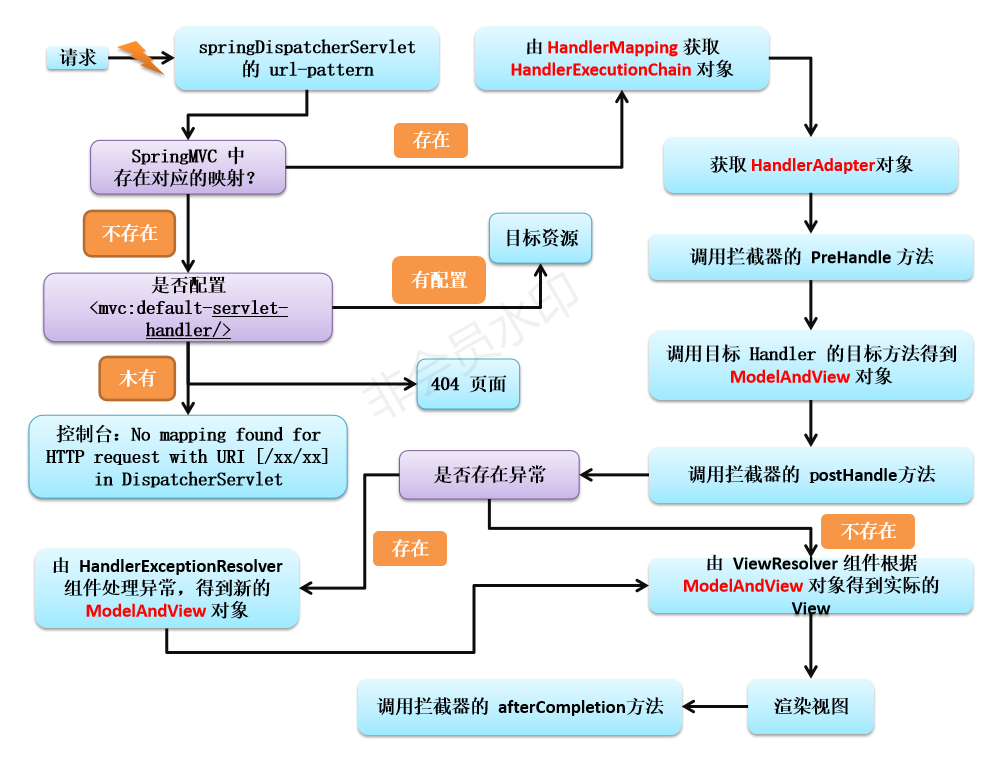 请求
springDispatcherServlet
的 url-pattern
由 HandlerMapping 获取
HandlerExecutionChain 对象
存在
SpringMVC 中
存在对应的映射？
获取 HandlerAdapter对象
不存在
目标资源
调用拦截器的 PreHandle 方法
有配置
是否配置
<mvc:default-servlet-
handler/>
调用目标 Handler 的目标方法得到
ModelAndView 对象
木有
404 页面
非会员水印
控制台：No mapping found for
HTTP request with URI [/xx/xx]
in DispatcherServlet
是否存在异常
调用拦截器的 postHandle方法
不存在
存在
由 HandlerExceptionResolver
组件处理异常，得到新的
ModelAndView 对象
由 ViewResolver 组件根据
ModelAndView 对象得到实际的
View
调用拦截器的 afterCompletion方法
渲染视图